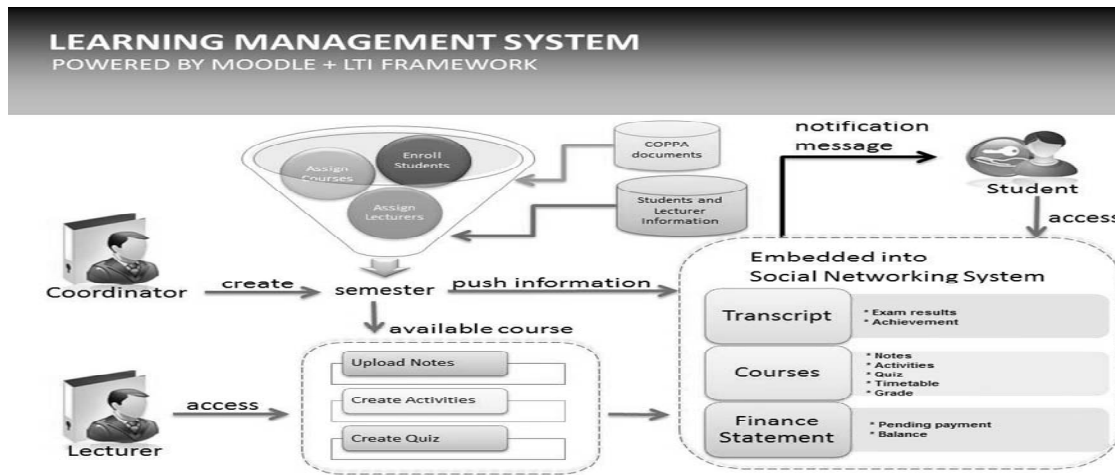 LEARNING MANAGEMENT SYSTEM
POWERED BY MOODLE + LTI FRAMEWORK
Assign
Courses
Enroll
Students
Assign
Lecturers
COPPA
documents
Students and
Lecturer
Information
notification
message
Student
access
Coordinator
create
semester
push information
available course
Embedded into
Social Networking System
Transcript
* Exam results
* Achievement
Courses
* Notes
* Activities
* Quiz
* Timetable
* Grade
Finance
Statement
* Pending payment
* Balance
Lecturer
access
Upload Notes
Create Activities
Create Quiz